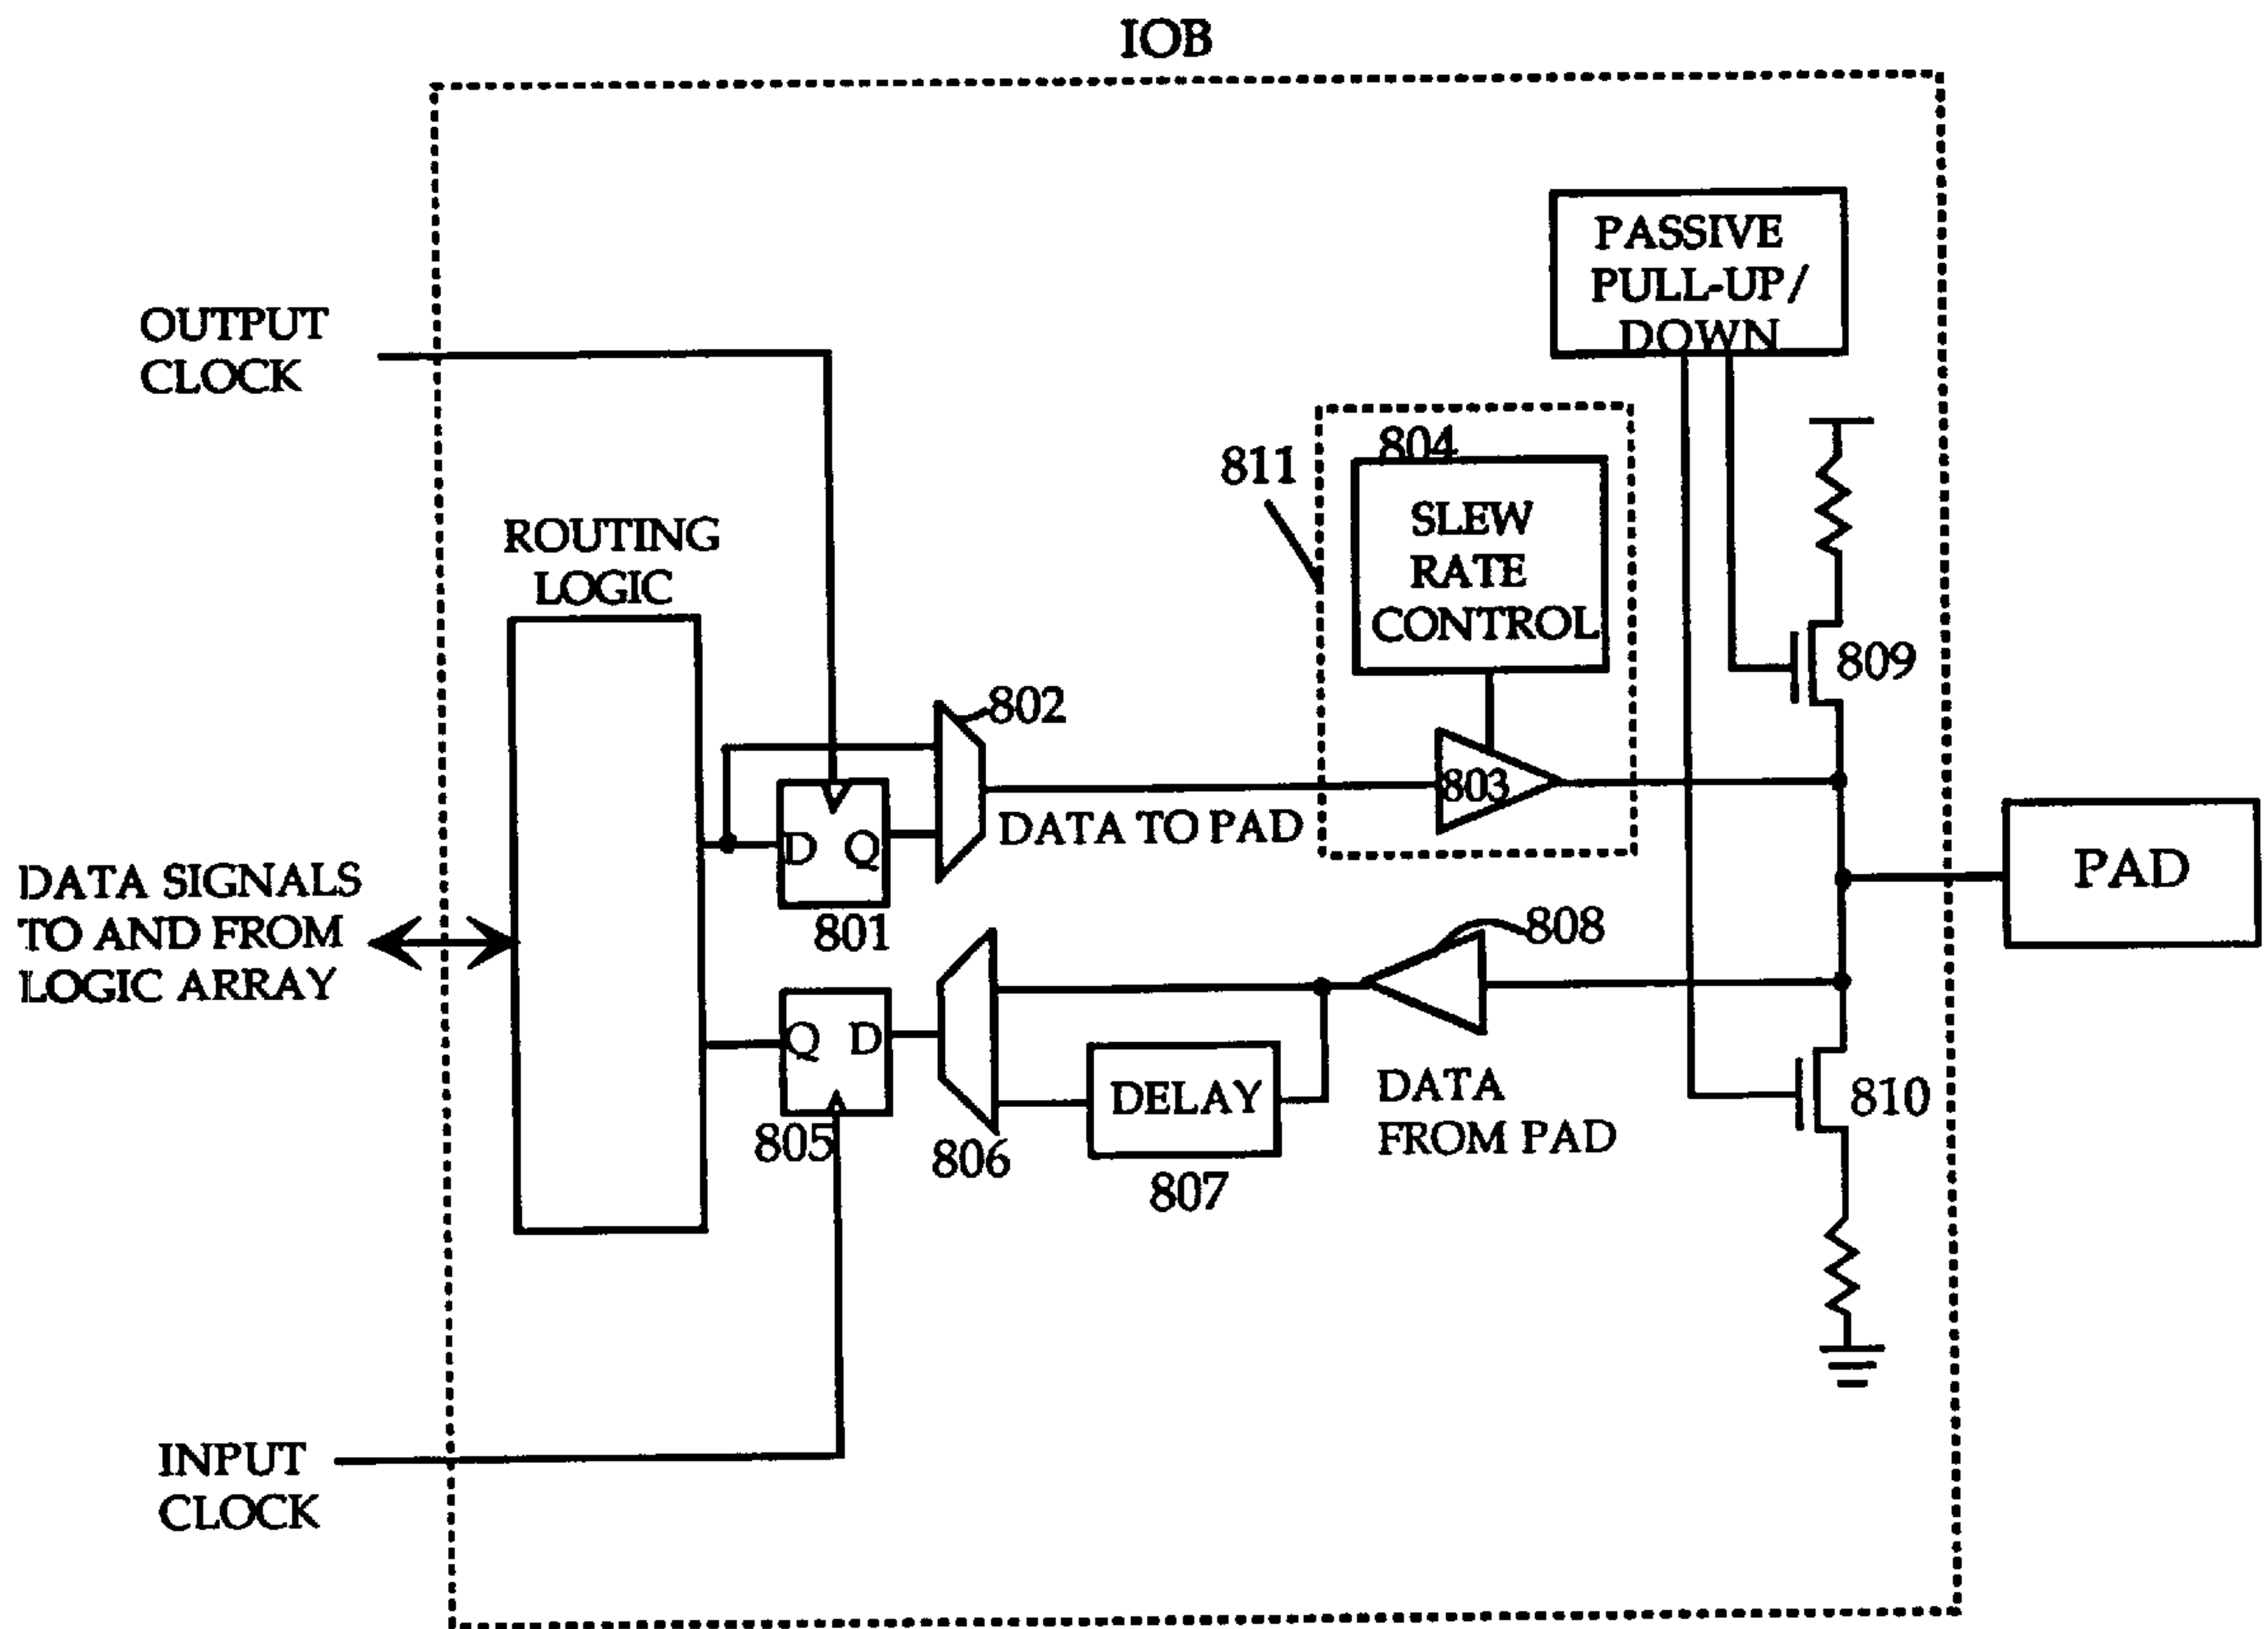 IOB
PASSIVE
PULL-UP/
DOWN
OUTPUT
CLOCK
804
811
SLEW
RATE
CONTROL
ROUTING
LOGIC
809
802
803
DATA TO PAD
D Q
801
PAD
DATA SIGNALS
TO AND FROM
LOGIC ARRAY
808
Q D
805
806
DELAY
807
DATA
FROM PAD
810
INPUT
CLOCK